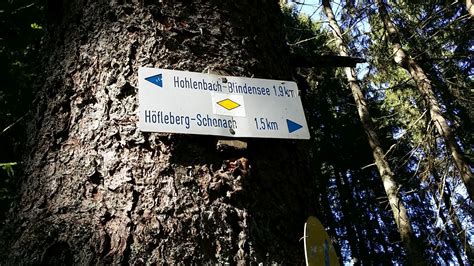 Hohlenbach-Blindensee 1,9km
Höfleberg-Schonach 1,5km